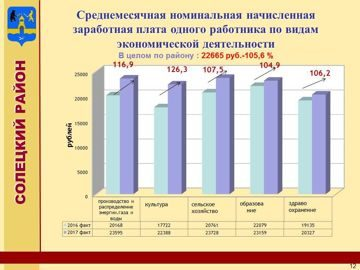 Среднемесячная номинальная начисленная
заработная плата одного работника по видам
экономической деятельности
В целом по району : 22665 руб.-105,6 %
СОЛЕЦКИЙ РАЙОН
116,9 126,3 107,5 104,9 106,2
рублей
25000
20000
15000
10000
5000
0
производство и
распределение
энергии,газа и
воды
культура
сельское
хозяйство
образова
ние
здраво
охранение
2016 факт 20168 17722 20761 22079 19135
2017 факт 23595 22388 23728 23159 20327
12